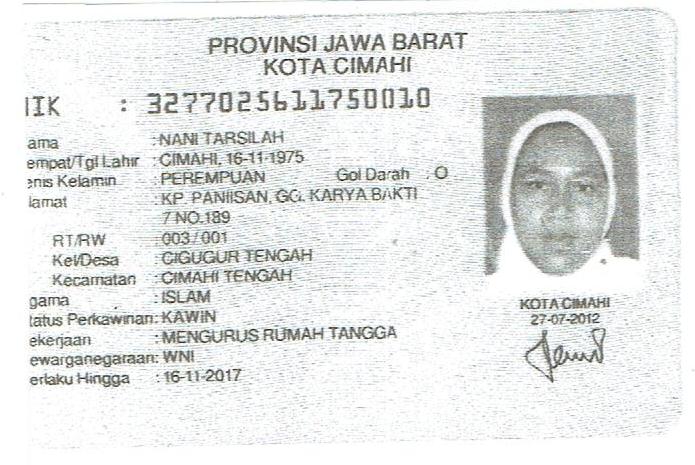 PROVINSI JAWA BARAT
KOTA CIMAHI
NIK : 3277025611750010
ama : NANI TARSILAH
empat/Tgl Lahir : CIMAHI, 16-11-1975
enis Kelamin : PEREMPUAN Gol Darah : O
lamat : KP. PANIISAN, GG. KARYA BAKTI
7 NO.189
RT/RW : 003/001
Kel/Desa : CIGUGUR TENGAH
Kecamatan : CIMAHI TENGAH
gama : ISLAM
tatus Perkawinan: KAWIN
ekerjaan : MENGURUS RUMAH TANGGA
ewarganegaraan: WNI
erlaku Hingga : 16-11-2017
KOTA CIMAHI
27-07-2012